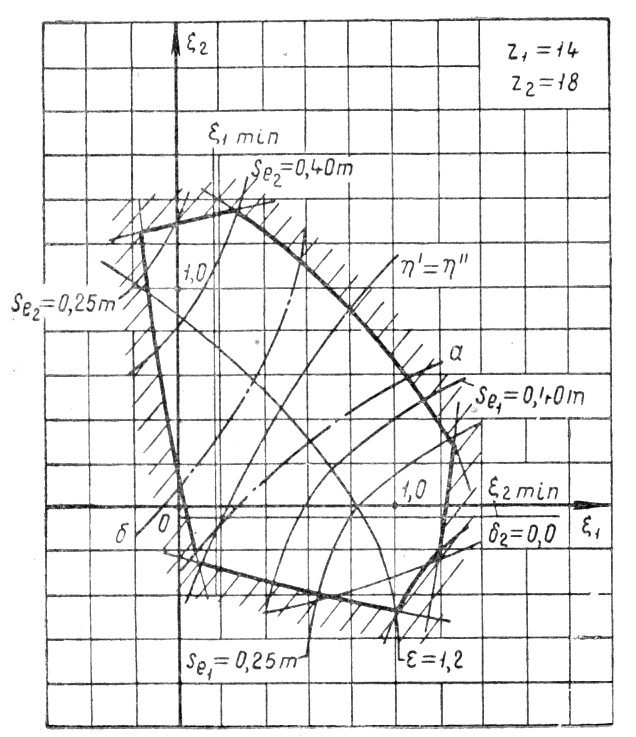 ξ₂
z₁=14
z₂=18
ξ₁ min
Se₂=0,40m
1,0
η'=η"
Se₂=0,25m
a
Se₁=0,40m
1,0
ξ₂ min
б
0
δ₂=0,0
ξ₁
Se₁=0,25m
ε=1,2